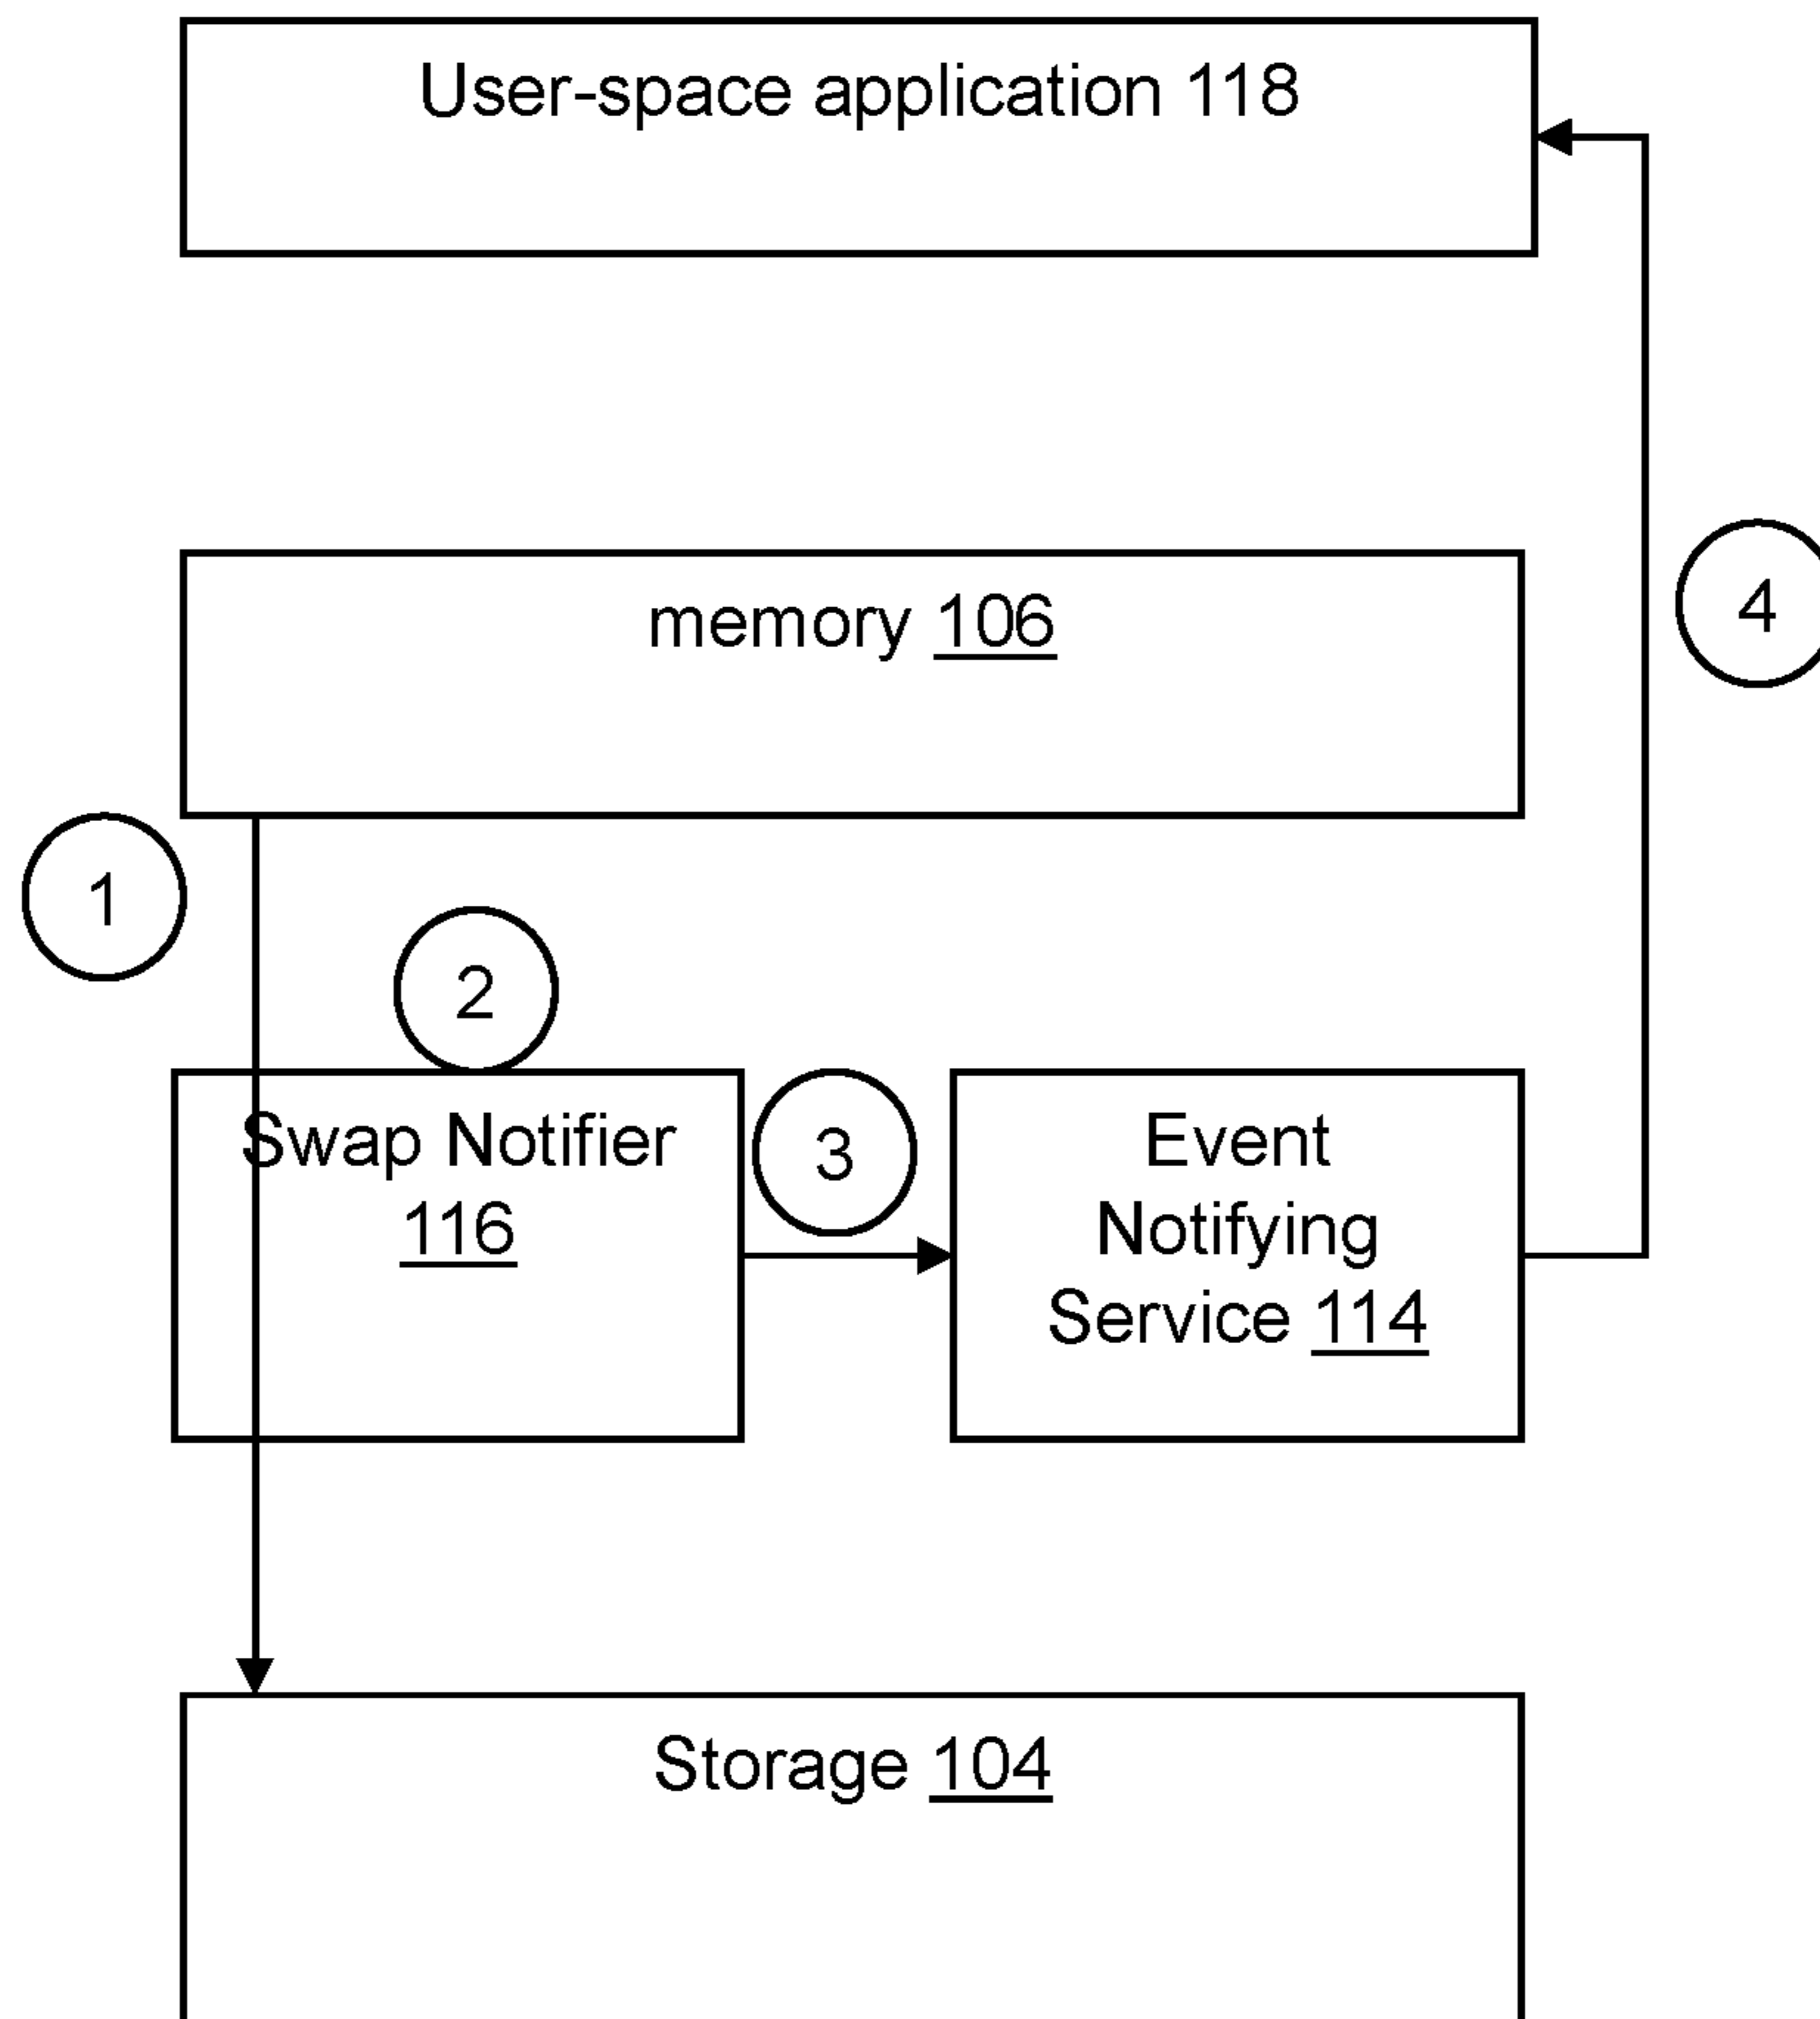 User-space application 118
4
memory 106
1
2
Swap Notifier
116
3
Event
Notifying
Service 114
Storage 104